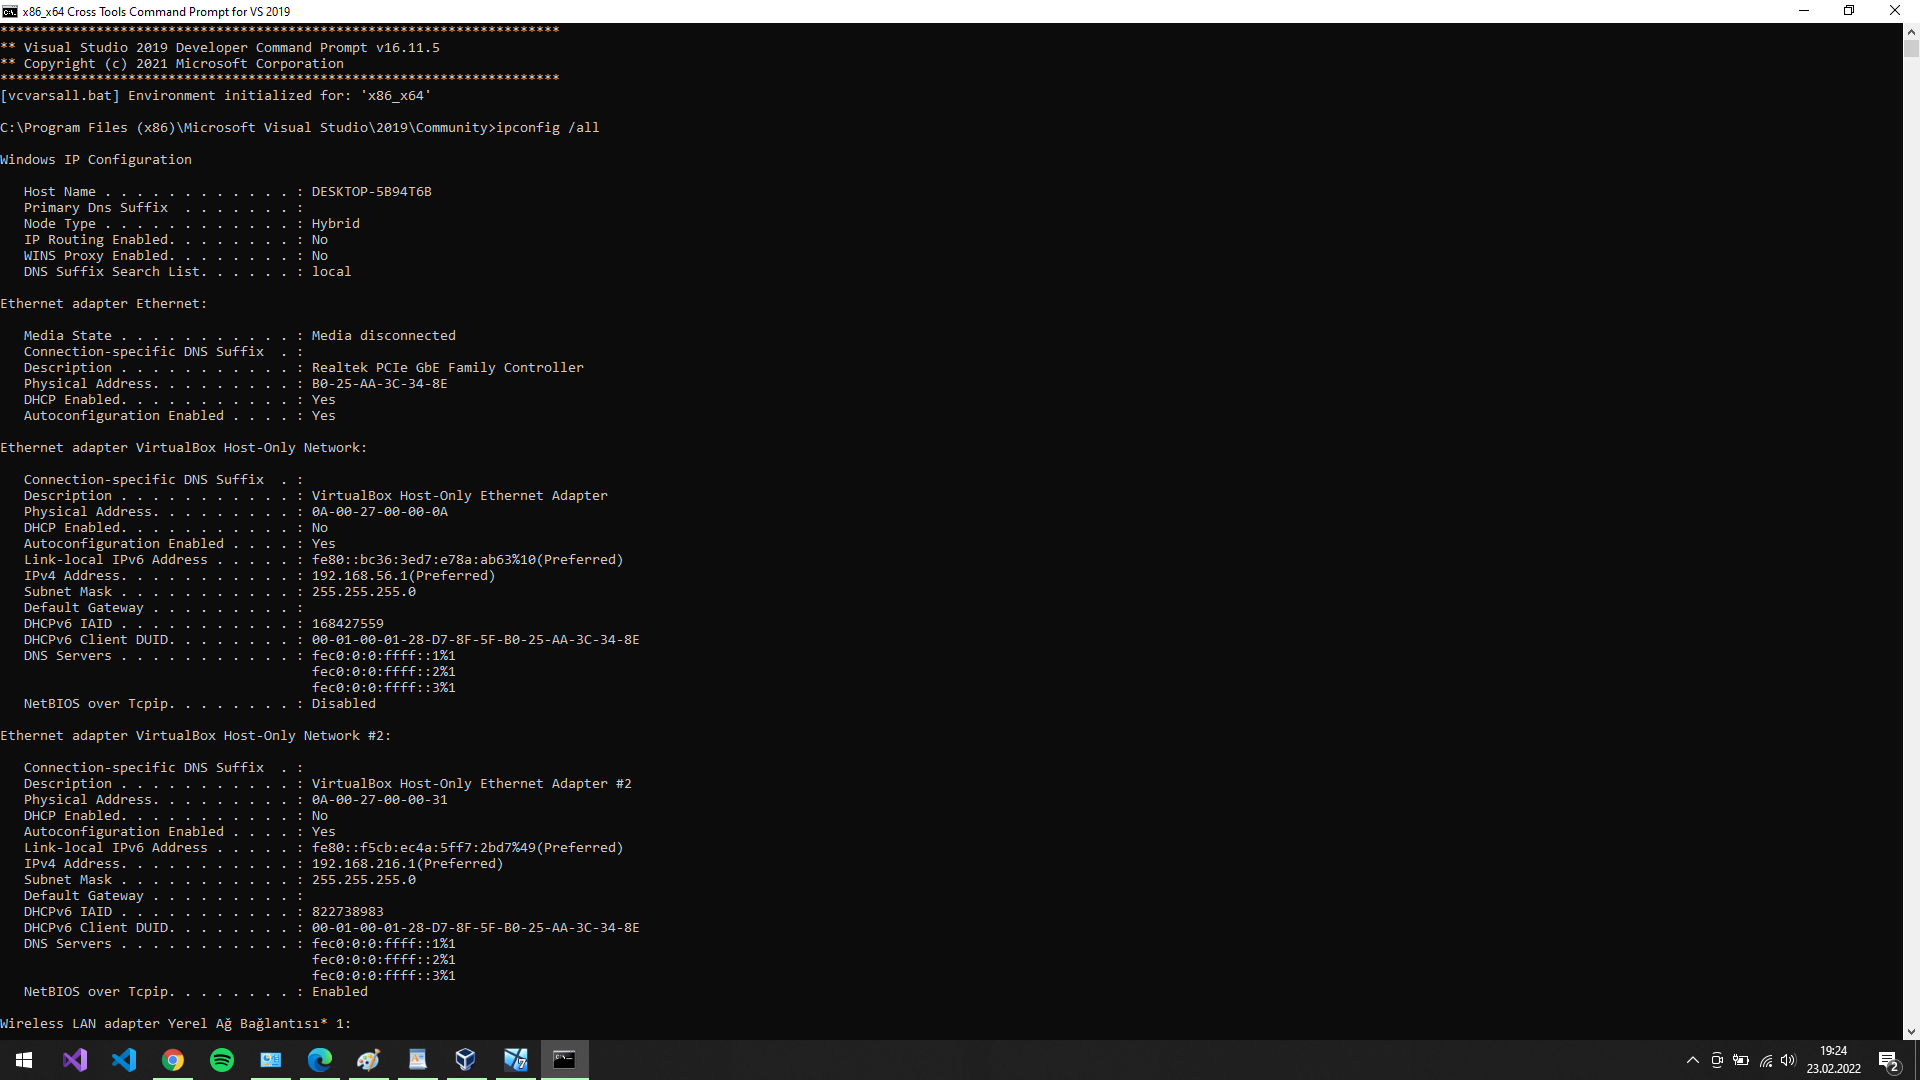 x86_x64 Cross Tools Command Prompt for VS 2019
**********************************************************************
** Visual Studio 2019 Developer Command Prompt v16.11.5
** Copyright (c) 2021 Microsoft Corporation
**********************************************************************
[vcvarsall.bat] Environment initialized for: 'x86_x64'
C:\Program Files (x86)\Microsoft Visual Studio\2019\Community>ipconfig /all
Windows IP Configuration
   Host Name . . . . . . . . . . . . : DESKTOP-5B94T6B
   Primary Dns Suffix  . . . . . . . :
   Node Type . . . . . . . . . . . . : Hybrid
   IP Routing Enabled. . . . . . . . : No
   WINS Proxy Enabled. . . . . . . . : No
   DNS Suffix Search List. . . . . . : local
Ethernet adapter Ethernet:
   Media State . . . . . . . . . . . : Media disconnected
   Connection-specific DNS Suffix  . :
   Description . . . . . . . . . . . : Realtek PCIe GbE Family Controller
   Physical Address. . . . . . . . . : B0-25-AA-3C-34-8E
   DHCP Enabled. . . . . . . . . . . : Yes
   Autoconfiguration Enabled . . . . : Yes
Ethernet adapter VirtualBox Host-Only Network:
   Connection-specific DNS Suffix  . :
   Description . . . . . . . . . . . : VirtualBox Host-Only Ethernet Adapter
   Physical Address. . . . . . . . . : 0A-00-27-00-00-0A
   DHCP Enabled. . . . . . . . . . . : No
   Autoconfiguration Enabled . . . . : Yes
   Link-local IPv6 Address . . . . . : fe80::bc36:3ed7:e78a:ab63%10(Preferred)
   IPv4 Address. . . . . . . . . . . : 192.168.56.1(Preferred)
   Subnet Mask . . . . . . . . . . . : 255.255.255.0
   Default Gateway . . . . . . . . . :
   DHCPv6 IAID . . . . . . . . . . . : 168427559
   DHCPv6 Client DUID. . . . . . . . : 00-01-00-01-28-D7-8F-5F-B0-25-AA-3C-34-8E
   DNS Servers . . . . . . . . . . . : fec0:0:0:ffff::1%1
                                       fec0:0:0:ffff::2%1
                                       fec0:0:0:ffff::3%1
   NetBIOS over Tcpip. . . . . . . . : Disabled
Ethernet adapter VirtualBox Host-Only Network #2:
   Connection-specific DNS Suffix  . :
   Description . . . . . . . . . . . : VirtualBox Host-Only Ethernet Adapter #2
   Physical Address. . . . . . . . . : 0A-00-27-00-00-31
   DHCP Enabled. . . . . . . . . . . : No
   Autoconfiguration Enabled . . . . : Yes
   Link-local IPv6 Address . . . . . : fe80::f5cb:ec4a:5ff7:2bd7%49(Preferred)
   IPv4 Address. . . . . . . . . . . : 192.168.216.1(Preferred)
   Subnet Mask . . . . . . . . . . . : 255.255.255.0
   Default Gateway . . . . . . . . . :
   DHCPv6 IAID . . . . . . . . . . . : 822738983
   DHCPv6 Client DUID. . . . . . . . : 00-01-00-01-28-D7-8F-5F-B0-25-AA-3C-34-8E
   DNS Servers . . . . . . . . . . . : fec0:0:0:ffff::1%1
                                       fec0:0:0:ffff::2%1
                                       fec0:0:0:ffff::3%1
   NetBIOS over Tcpip. . . . . . . . : Enabled
Wireless LAN adapter Yerel Ağ Bağlantısı* 1:
19:24
23.02.2022
2